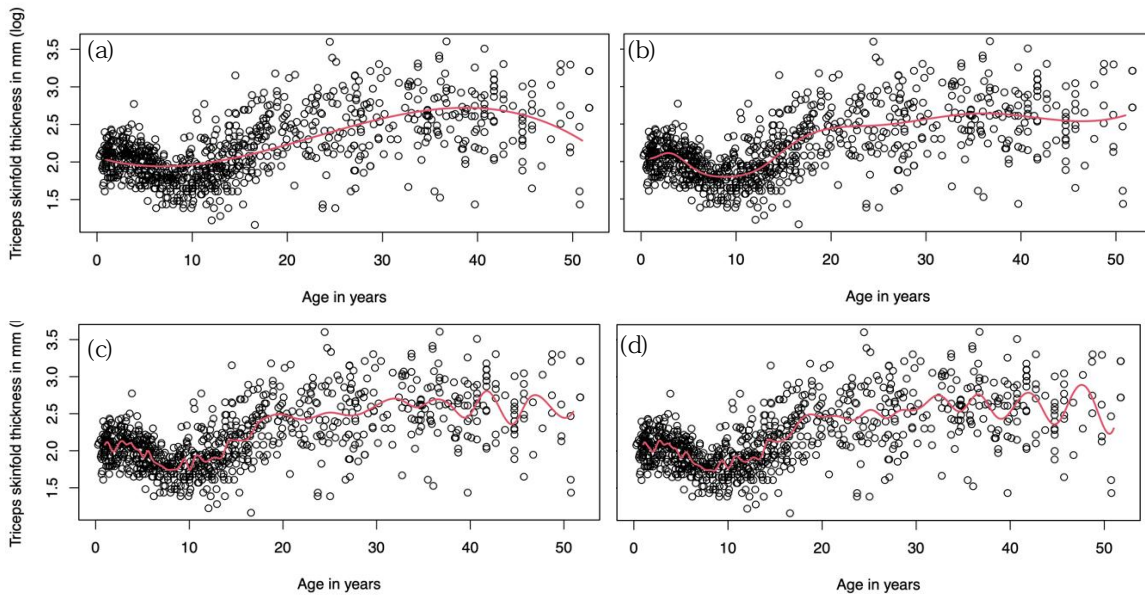 Triceps skinfold thickness in mm (log)
(a)
3.5
3.0
2.5
2.0
1.5
0 10 20 30 40 50
Age in years
(b)
0 10 20 30 40 50
Age in years
Triceps skinfold thickness in mm (l
(c)
3.5
3.0
2.5
2.0
1.5
0 10 20 30 40 50
Age in years
(d)
0 10 20 30 40 50
Age in years